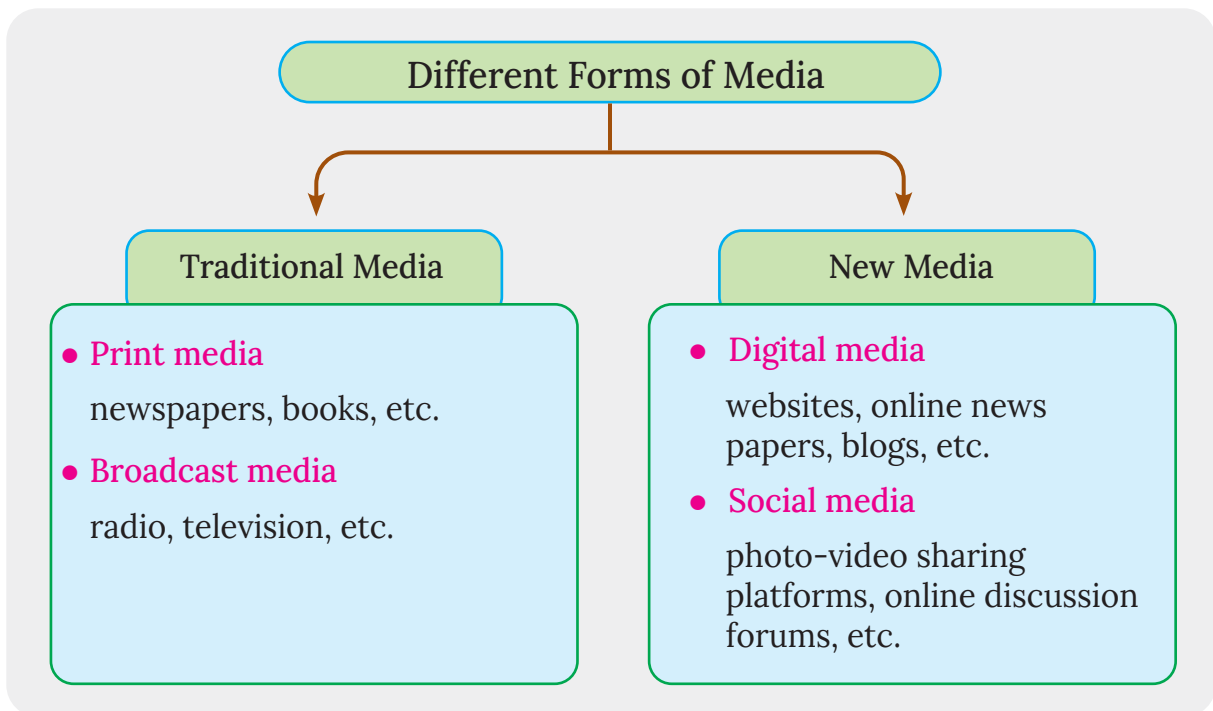 Different Forms of Media
Traditional Media
● Print media
newspapers, books, etc.
● Broadcast media
radio, television, etc.
New Media
● Digital media
websites, online news
papers, blogs, etc.
● Social media
photo-video sharing
platforms, online discussion
forums, etc.